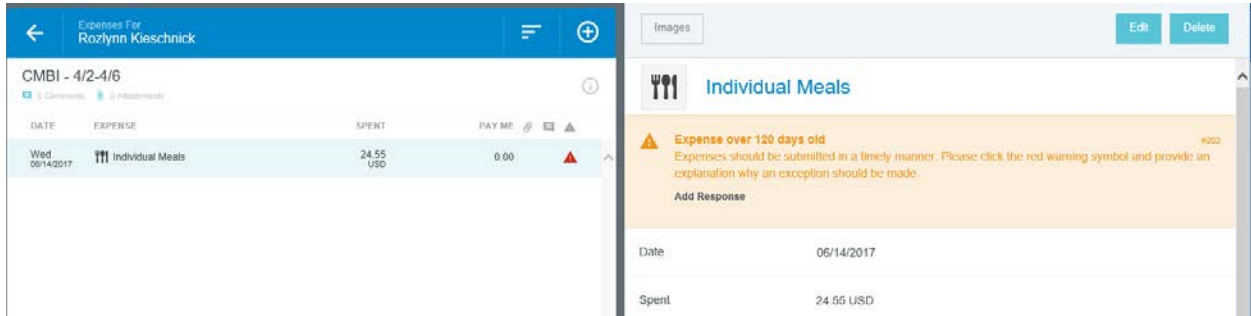 Expenses For
Rozlynn Kieschnick
CMBI - 4/2-4/6
0 Comments 0 Attachments
DATE EXPENSE SPENT PAY ME
Wed 06/14/2017 Individual Meals 24.55 USD 0.00
Images Edit Delete
Individual Meals
Expense over 120 days old #202
Expenses should be submitted in a timely manner. Please click the red warning symbol and provide an
explanation why an exception should be made.
Add Response
Date 06/14/2017
Spent 24.55 USD